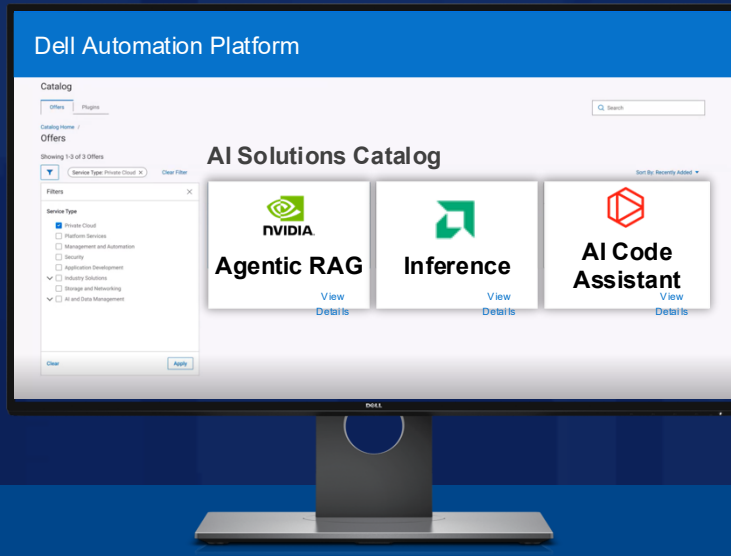 Dell Automation Platform
Catalog
Offers
Plugins
Search
Catalog Home /
Offers
Showing 1-3 of 3 Offers
AI Solutions Catalog
Service Type: Private Cloud X
Clear Filter
Sort By: Recently Added
Filters
Service Type
Private Cloud
Platform Services
Management and Automation
Security
Application Development
Industry Solutions
Storage and Networking
AI and Data Management
Clear
Apply
NVIDIA.
Agentic RAG
View
Details
Inference
View
Details
AI Code
Assistant
View
Details
DELL